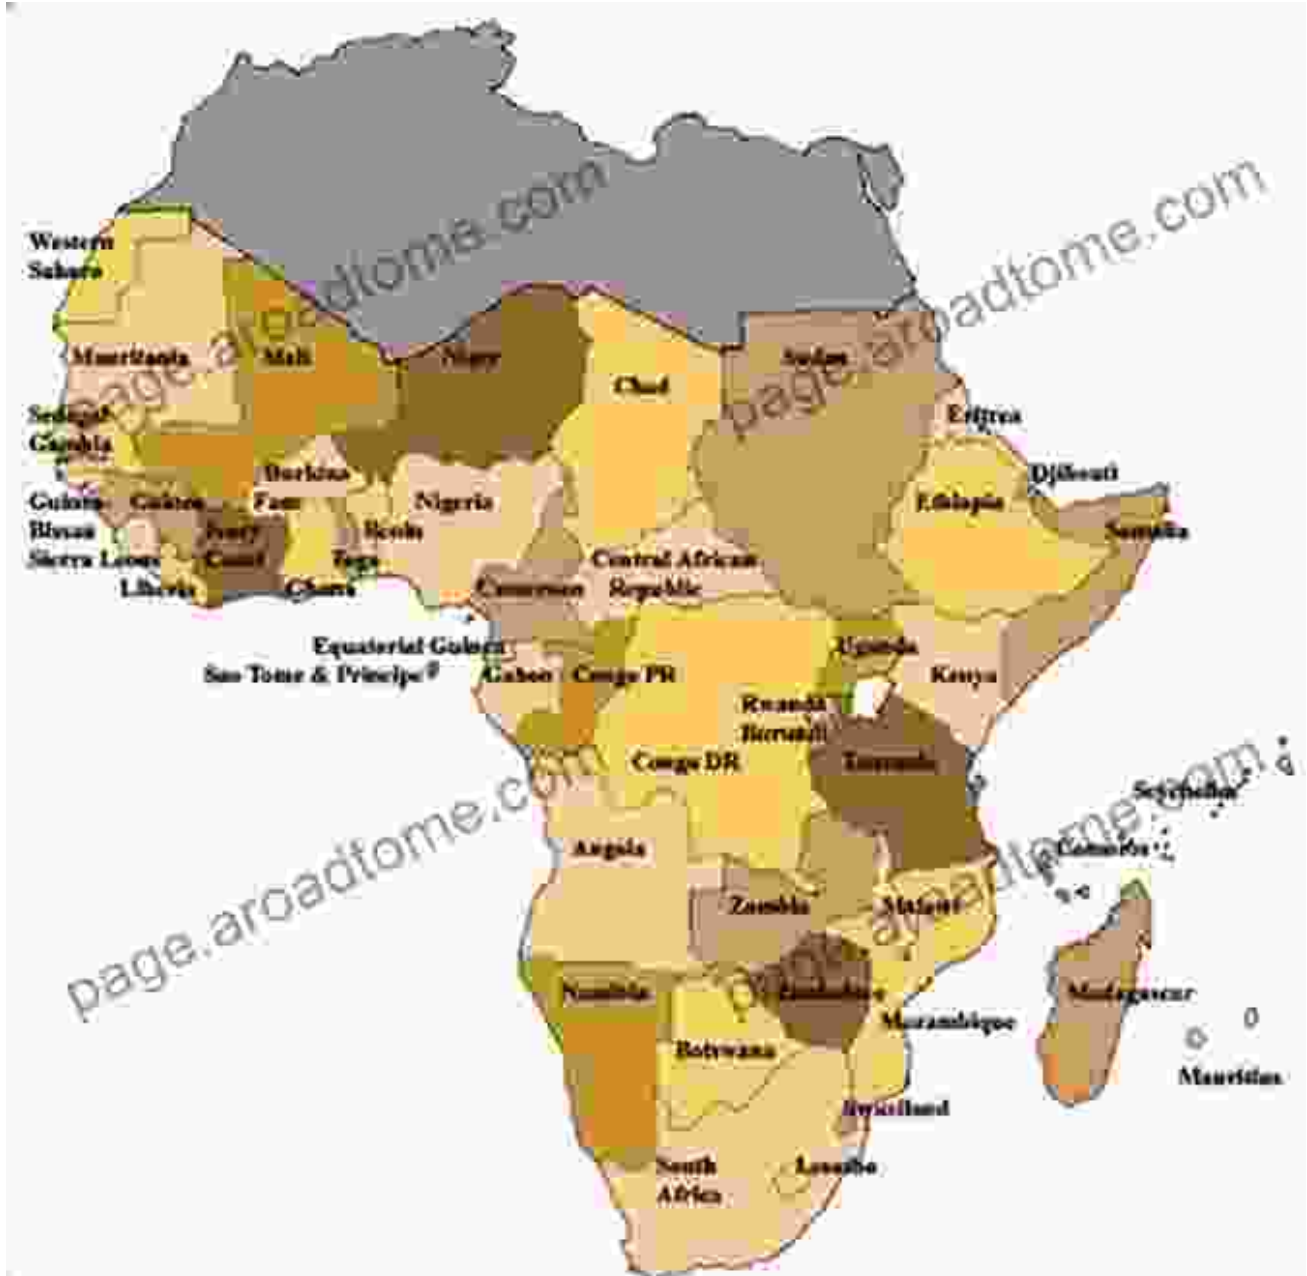 page.aroadtome.com
page.aroadtome.com
Western
Sahara
Mauritania
Mali
Niger
Sudan
Chad
Senegal
Eritrea
Gambia
Djibouti
Burkina
Faso
Guinea-
Bissau
Guinea
Nigeria
Ethiopia
Ivory
Coast
Benin
Somalia
Sierra Leone
Togo
Central African
Republic
Liberia
Ghana
Cameroon
Equaterial Guinea
Uganda
Sao Tome & Principe
Gabon
Congo PR
Kenya
Rwanda
Burundi
Congo DR
Tanzania
page.aroadtome.com
page.aroadtome.com
Seychelles
Angola
Comoros
Zambia
Malawi
Namibia
Zimbabwe
Madagascar
Mozambique
Botswana
Mauritius
Swaziland
South
Africa